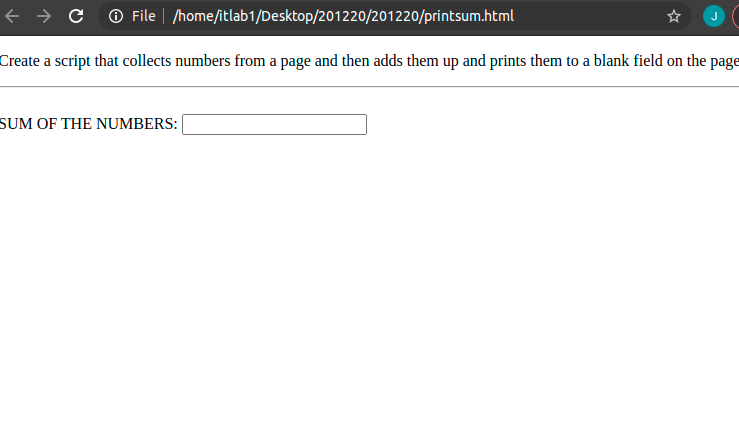 File /home/itlab1/Desktop/201220/201220/printsum.html
J
Create a script that collects numbers from a page and then adds them up and prints them to a blank field on the page
SUM OF THE NUMBERS: